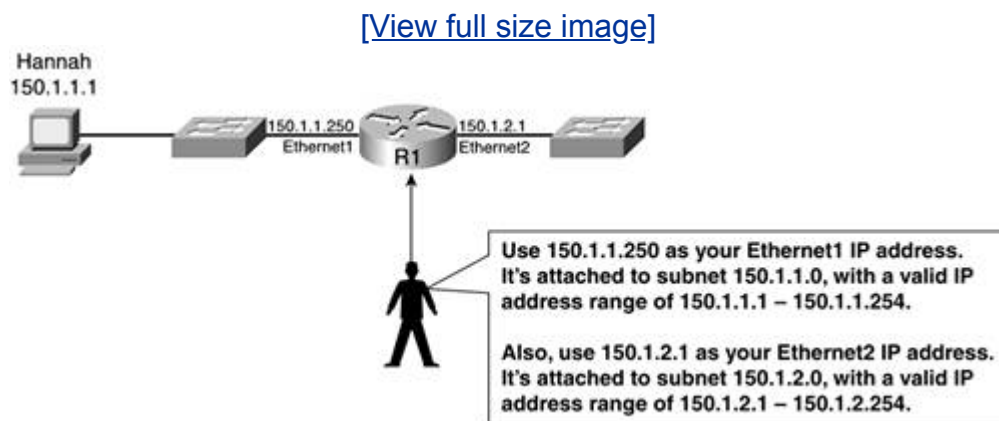 [View full size image]
Hannah
150.1.1.1
150.1.1.250
Ethernet1
R1
150.1.2.1
Ethernet2
Use 150.1.1.250 as your Ethernet1 IP address.
It's attached to subnet 150.1.1.0, with a valid IP
address range of 150.1.1.1 – 150.1.1.254.
Also, use 150.1.2.1 as your Ethernet2 IP address.
It's attached to subnet 150.1.2.0, with a valid IP
address range of 150.1.2.1 – 150.1.2.254.